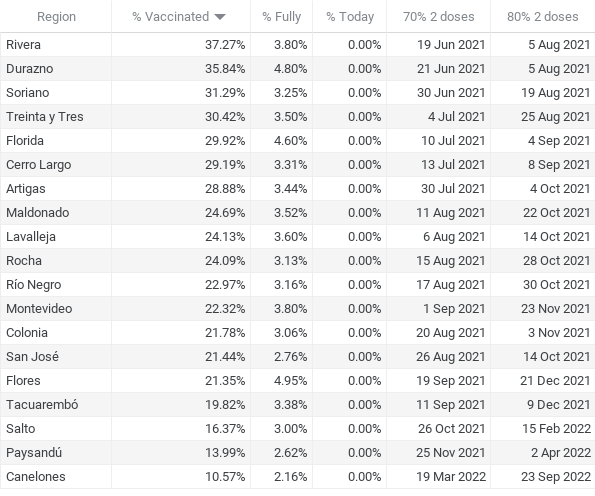 Region % Vaccinated % Fully % Today 70% 2 doses 80% 2 doses
Rivera 37.27% 3.80% 0.00% 19 Jun 2021 5 Aug 2021
Durazno 35.84% 4.80% 0.00% 21 Jun 2021 5 Aug 2021
Soriano 31.29% 3.25% 0.00% 30 Jun 2021 19 Aug 2021
Treinta y Tres 30.42% 3.50% 0.00% 4 Jul 2021 25 Aug 2021
Florida 29.92% 4.60% 0.00% 10 Jul 2021 4 Sep 2021
Cerro Largo 29.19% 3.31% 0.00% 13 Jul 2021 8 Sep 2021
Artigas 28.88% 3.44% 0.00% 30 Jul 2021 4 Oct 2021
Maldonado 24.69% 3.52% 0.00% 11 Aug 2021 22 Oct 2021
Lavalleja 24.13% 3.60% 0.00% 6 Aug 2021 14 Oct 2021
Rocha 24.09% 3.13% 0.00% 15 Aug 2021 28 Oct 2021
Río Negro 22.97% 3.16% 0.00% 17 Aug 2021 30 Oct 2021
Montevideo 22.32% 3.80% 0.00% 1 Sep 2021 23 Nov 2021
Colonia 21.78% 3.06% 0.00% 20 Aug 2021 3 Nov 2021
San José 21.44% 2.76% 0.00% 26 Aug 2021 14 Oct 2021
Flores 21.35% 4.95% 0.00% 19 Sep 2021 21 Dec 2021
Tacuarembó 19.82% 3.38% 0.00% 11 Sep 2021 9 Dec 2021
Salto 16.37% 3.00% 0.00% 26 Oct 2021 15 Feb 2022
Paysandú 13.99% 2.62% 0.00% 25 Nov 2021 2 Apr 2022
Canelones 10.57% 2.16% 0.00% 19 Mar 2022 23 Sep 2022